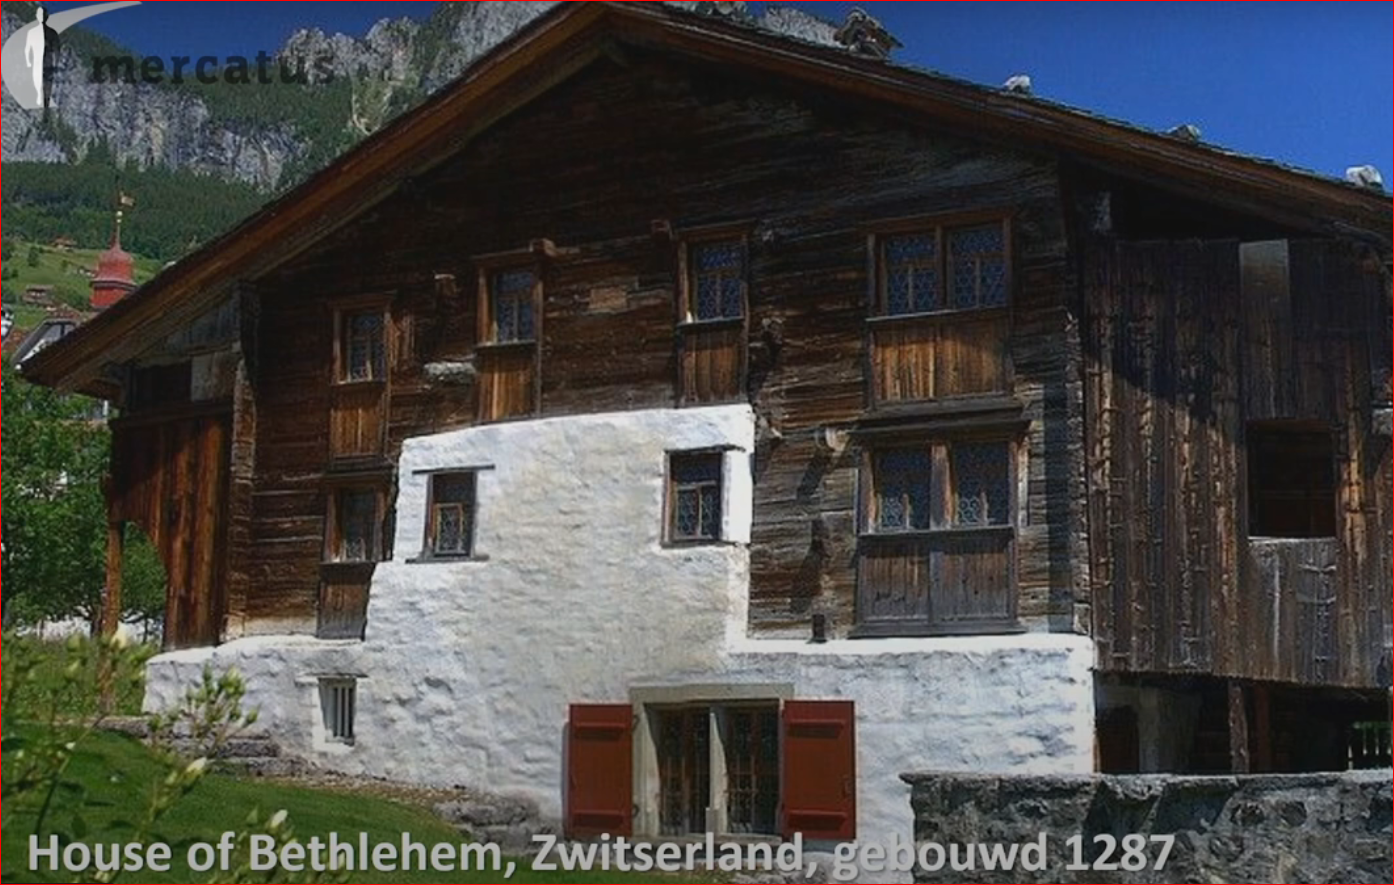 mercatus
House of Bethlehem, Zwitserland, gebouwd 1287